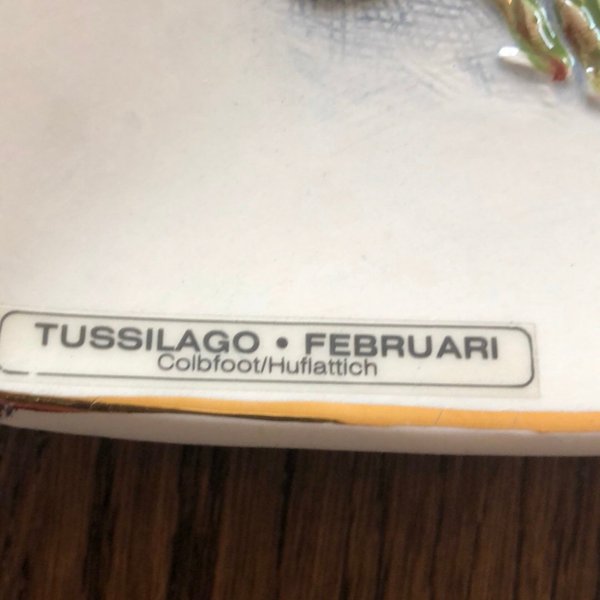 TUSSILAGO • FEBRUARI
Colbfoot/Huflattich